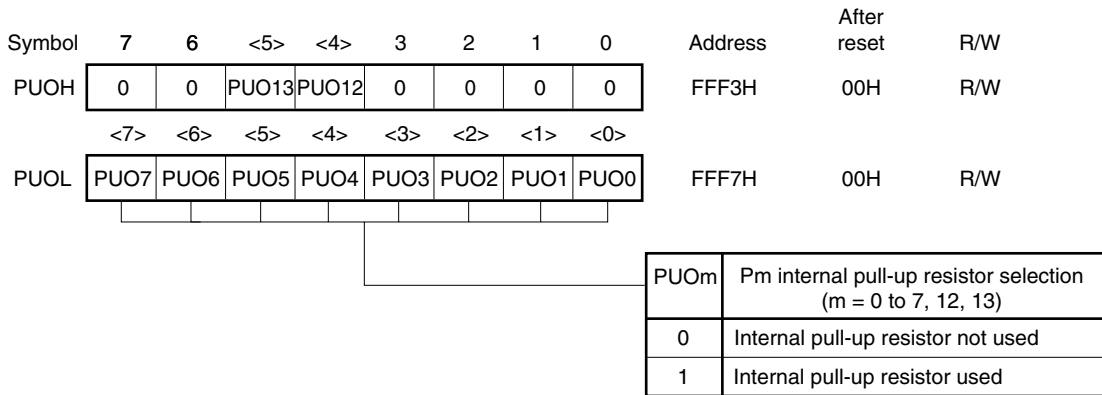 After
Symbol 7 6 <5> <4> 3 2 1 0 Address reset R/W
PUOH 0 0 PUO13 PUO12 0 0 0 0 FFF3H 00H R/W
<7> <6> <5> <4> <3> <2> <1> <0>
PUOL PUO7 PUO6 PUO5 PUO4 PUO3 PUO2 PUO1 PUO0 FFF7H 00H R/W
PUOm Pm internal pull-up resistor selection
(m = 0 to 7, 12, 13)
0 Internal pull-up resistor not used
1 Internal pull-up resistor used